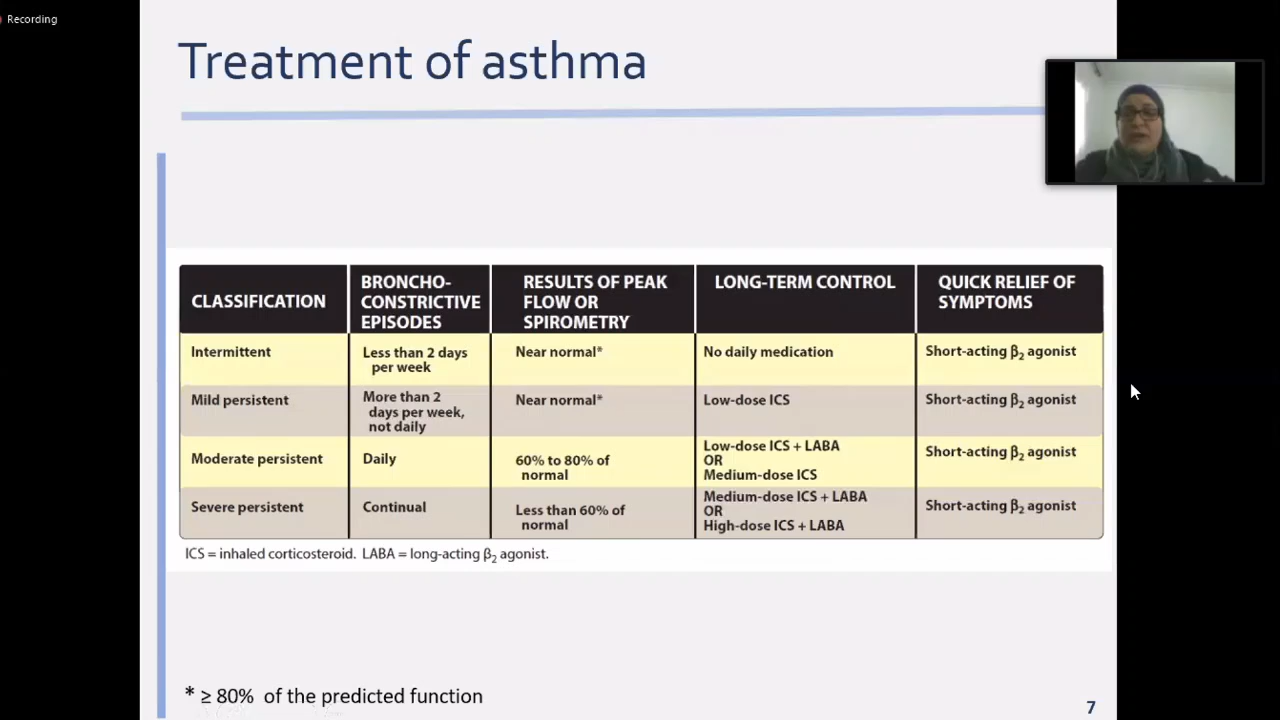 Recording
Treatment of asthma
CLASSIFICATION
BRONCHO-
CONSTRICTIVE
EPISODES
RESULTS OF PEAK
FLOW OR
SPIROMETRY
LONG-TERM CONTROL
QUICK RELIEF OF
SYMPTOMS
Intermittent
Less than 2 days
per week
Near normal*
No daily medication
Short-acting β₂ agonist
Mild persistent
More than 2
days per week,
not daily
Near normal*
Low-dose ICS
Short-acting β₂ agonist
Moderate persistent
Daily
60% to 80% of
normal
Low-dose ICS + LABA
OR
Medium-dose ICS
Short-acting β₂ agonist
Severe persistent
Continual
Less than 60% of
normal
Medium-dose ICS + LABA
OR
High-dose ICS + LABA
Short-acting β₂ agonist
ICS = inhaled corticosteroid. LABA = long-acting β₂ agonist.
* ≥ 80% of the predicted function
7